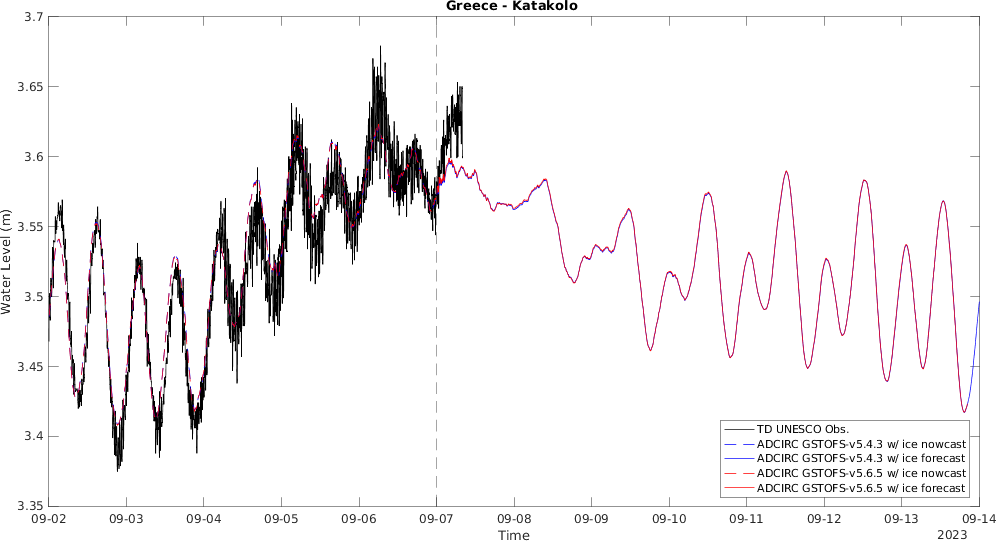 Greece - Katakolo
3.7
3.65
3.6
3.55
3.5
3.45
3.4
3.35
Water Level (m)
09-02 09-03 09-04 09-05 09-06 09-07 09-08 09-09 09-10 09-11 09-12 09-13 09-14
Time
2023
TD UNESCO Obs.
ADCIRC GSTOFS-v5.4.3 w/ ice nowcast
ADCIRC GSTOFS-v5.4.3 w/ ice forecast
ADCIRC GSTOFS-v5.6.5 w/ ice nowcast
ADCIRC GSTOFS-v5.6.5 w/ ice forecast